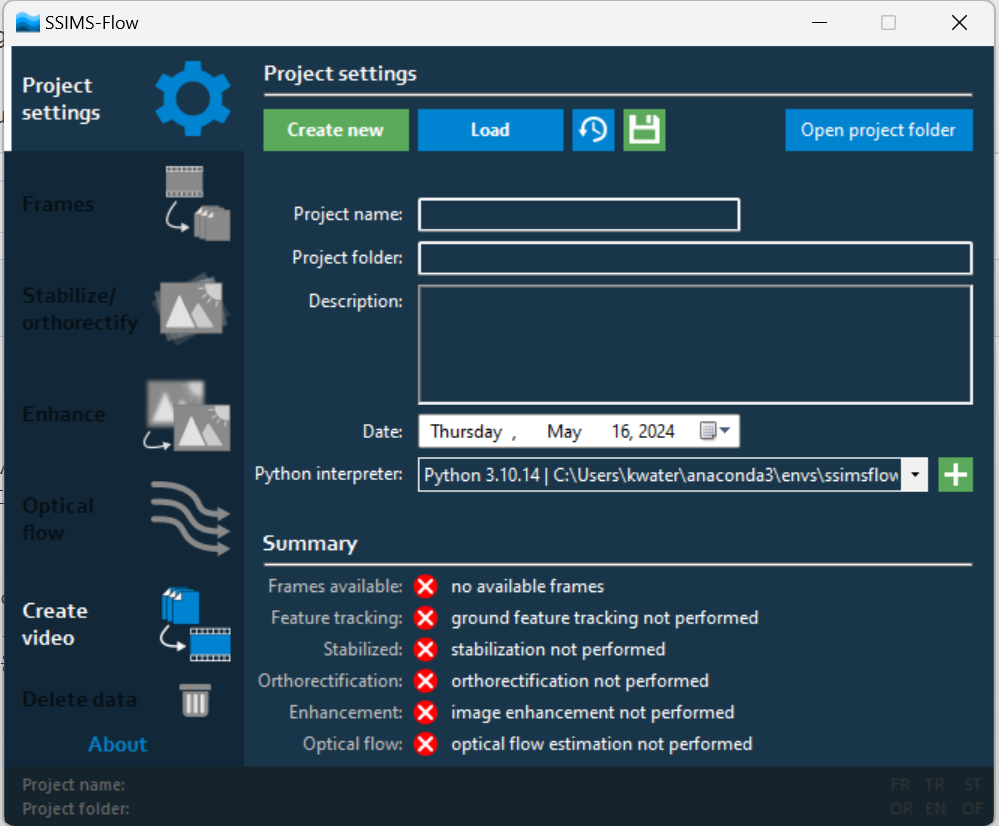 SSIMS-Flow
Project
settings
Frames
Stabilize/
orthorectify
Enhance
Optical
flow
Create
video
Delete data
About
Project settings
Create new
Load
Open project folder
Project name:
Project folder:
Description:
Date:
Thursday , May 16, 2024
Python interpreter:
Python 3.10.14 | C:\Users\kwater\anaconda3\envs\ssimsflow
Summary
Frames available: no available frames
Feature tracking: ground feature tracking not performed
Stabilized: stabilization not performed
Orthorectification: orthorectification not performed
Enhancement: image enhancement not performed
Optical flow: optical flow estimation not performed
Project name:
Project folder:
FR TR ST
OR EN OF